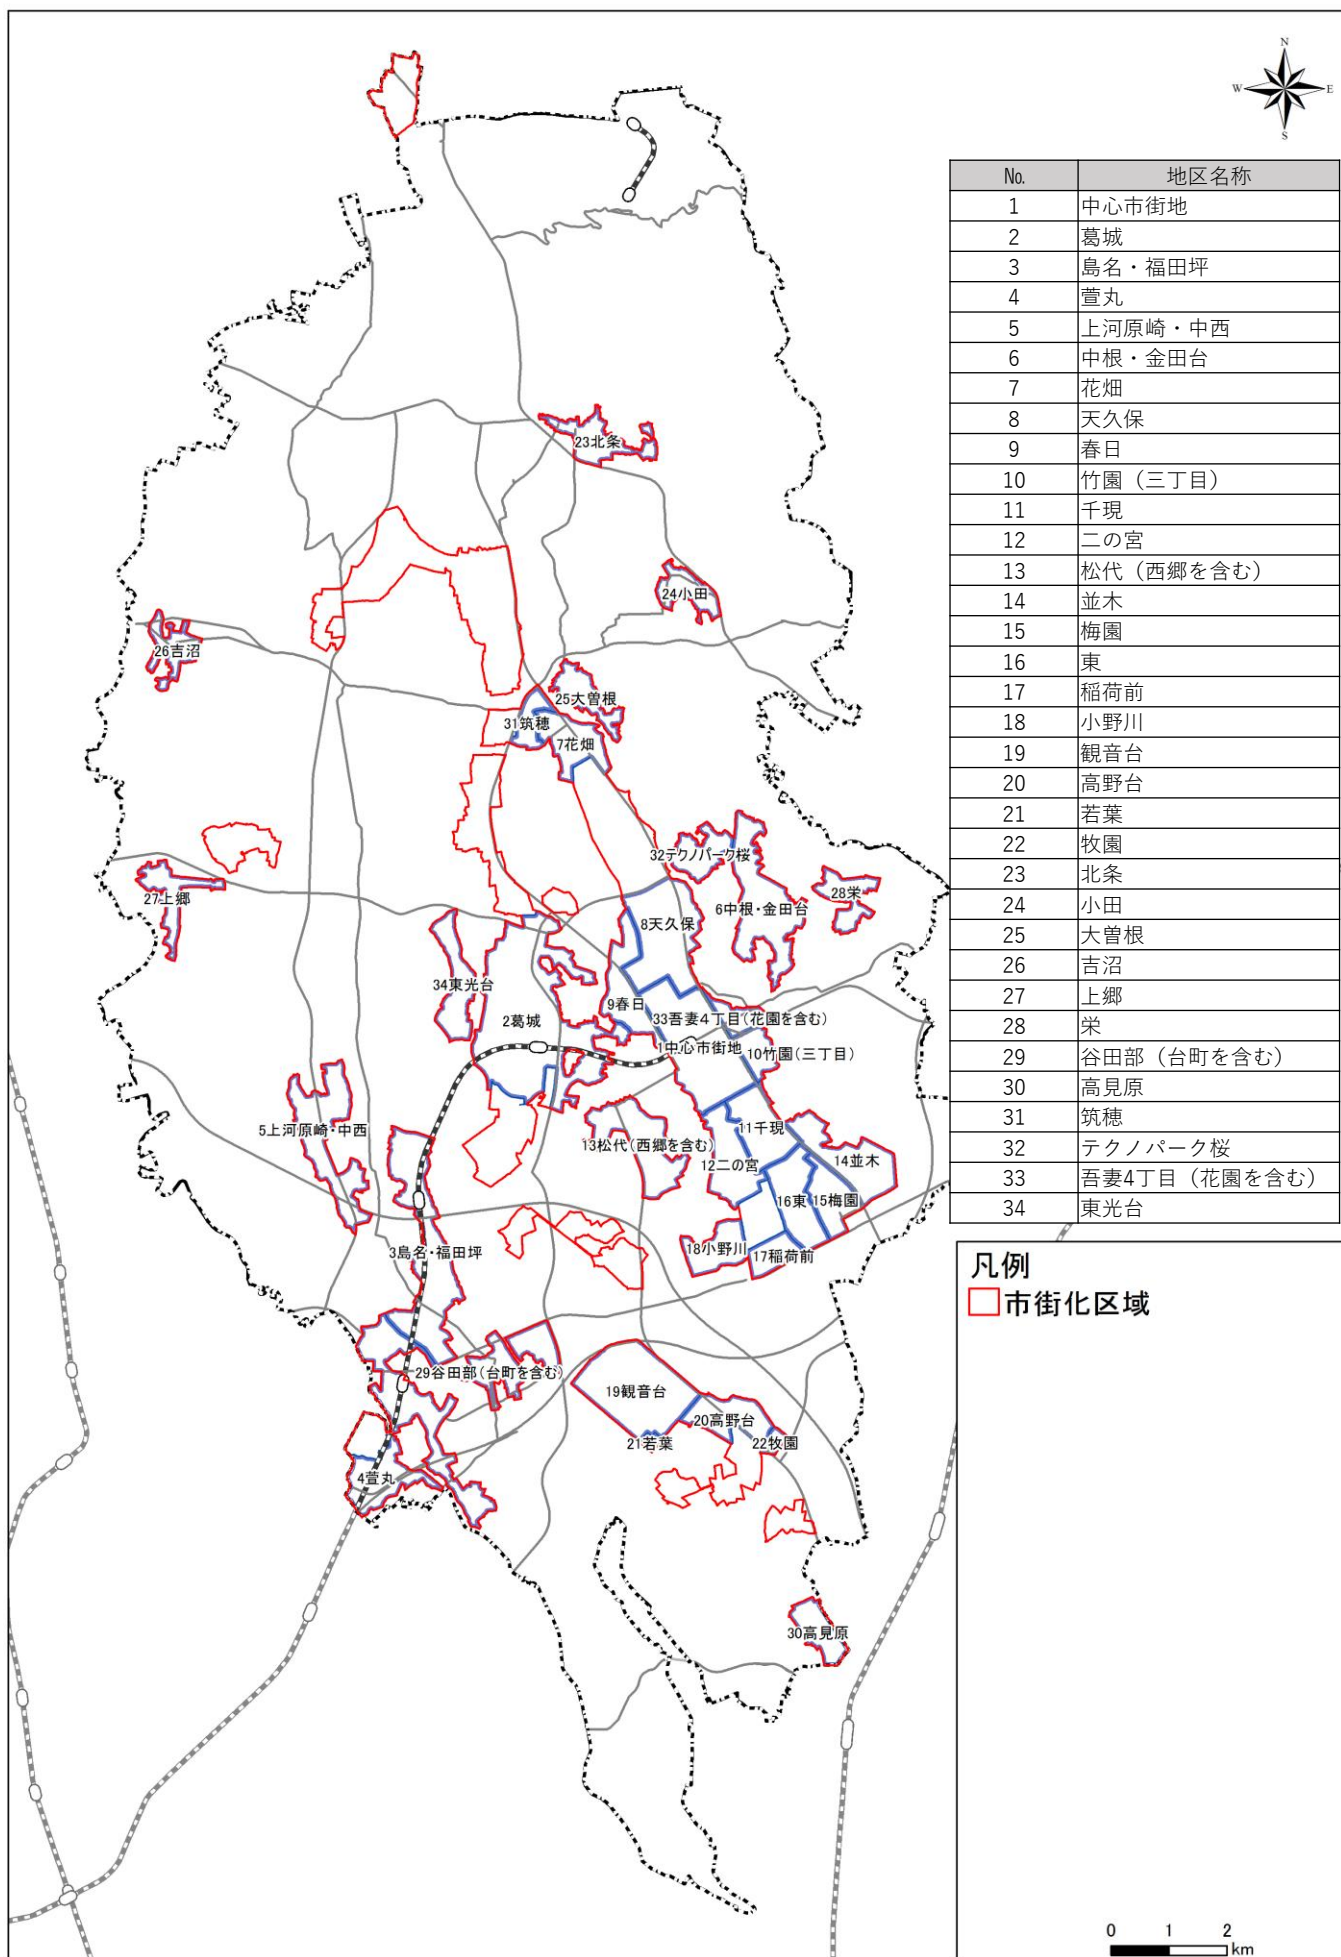 N
W E
S
No. 地区名称
1 中心市街地
2 葛城
3 島名・福田坪
4 萱丸
5 上河原崎・中西
6 中根・金田台
7 花畑
8 天久保
9 春日
10 竹園（三丁目）
11 千現
12 二の宮
13 松代（西郷を含む）
14 並木
15 梅園
16 東
17 稲荷前
18 小野川
19 観音台
20 高野台
21 若葉
22 牧園
23 北条
24 小田
25 大曽根
26 吉沼
27 上郷
28 栄
29 谷田部（台町を含む）
30 高見原
31 筑穂
32 テクノパーク桜
33 吾妻4丁目（花園を含む）
34 東光台
23北条
24小田
26吉沼
25大曽根
31筑穂
7花畑
32テクノパーク桜
28栄
27上郷
6中根・金田台
8天久保
34東光台
9春日
2葛城
33吾妻4丁目(花園を含む)
1中心市街地
10竹園(三丁目)
5上河原崎・中西
11千現
13松代(西郷を含む)
14並木
12二の宮
16東
15梅園
18小野川
3島名・福田坪
17稲荷前
29谷田部(台町を含む)
19観音台
20高野台
21若葉
22牧園
4萱丸
30高見原
凡例
市街化区域
0 1 2
km